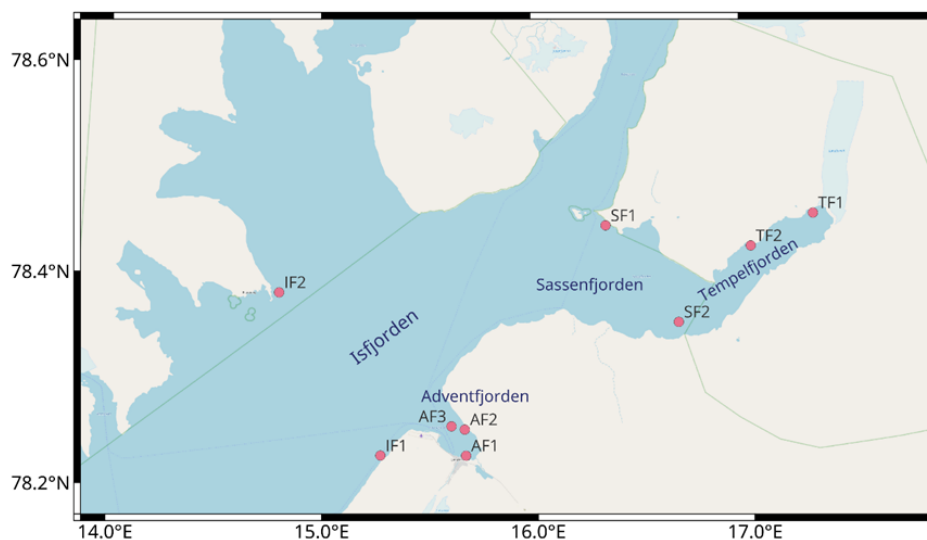 78.6°N
TF1
SF1
TF2
78.4°N
Tempelfjorden
Sassenfjorden
IF2
SF2
Isfjorden
Adventfjorden
AF3
AF2
IF1
AF1
78.2°N
14.0°E
15.0°E
16.0°E
17.0°E